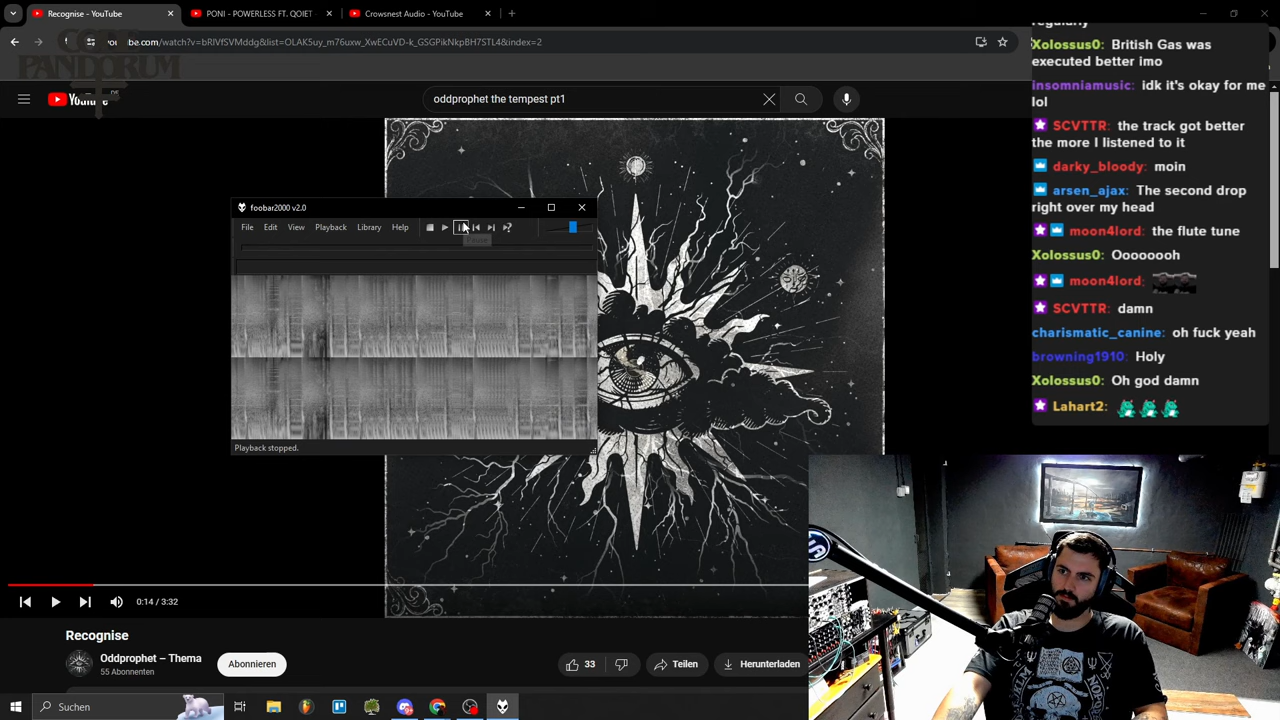 Recognise - YouTube
PONI - POWERLESS FT. QOIET -
Crowsnest Audio - YouTube
be.com/watch?v=bRIVfSVMddg&list=OLAK5uy_m76uxw_XwECuVD-k_GSGPikNkpBH7STL4&index=2
PANDORUM
YouTube
DE
oddprophet the tempest pt1
regularly
Xolossus0: British Gas was
executed better imo
insomniamusic: idk it's okay for me
lol
SCVTTR: the track got better
the more I listened to it
darky_bloody: moin
arsen_ajax: The second drop
right over my head
moon4lord: the flute tune
Xolossus0: Ooooooooh
moon4lord:
SCVTTR: damn
charismatic_canine: oh fuck yeah
browning1910: Holy
Xolossus0: Oh god damn
Lahart2:
foobar2000 v2.0
File Edit View Playback Library Help
Pause
Playback stopped.
0:14 / 3:32
Recognise
Oddprophet – Thema
55 Abonnenten
Abonnieren
33
Teilen
Herunterladen
Suchen